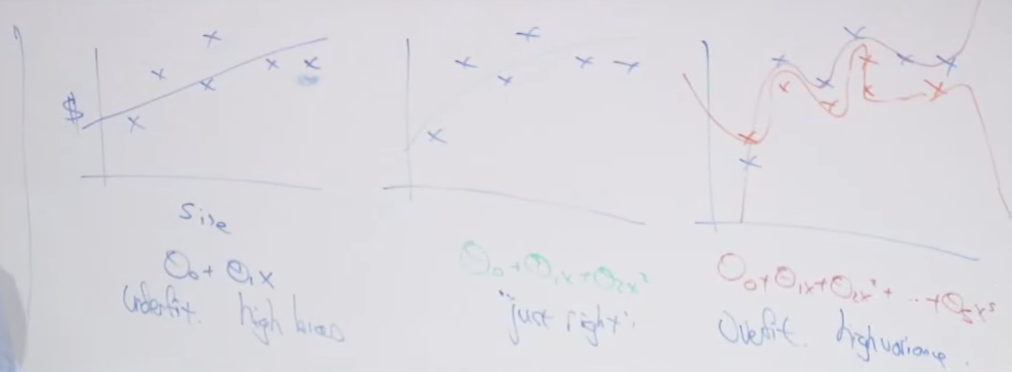 $
Size
θ₀ + θ₁x
Underfit. high bias
θ₀ + θ₁x + θ₂x²
"just right".
θ₀ + θ₁x + θ₂x² + ... + θ₅x⁵
Overfit. high variance.